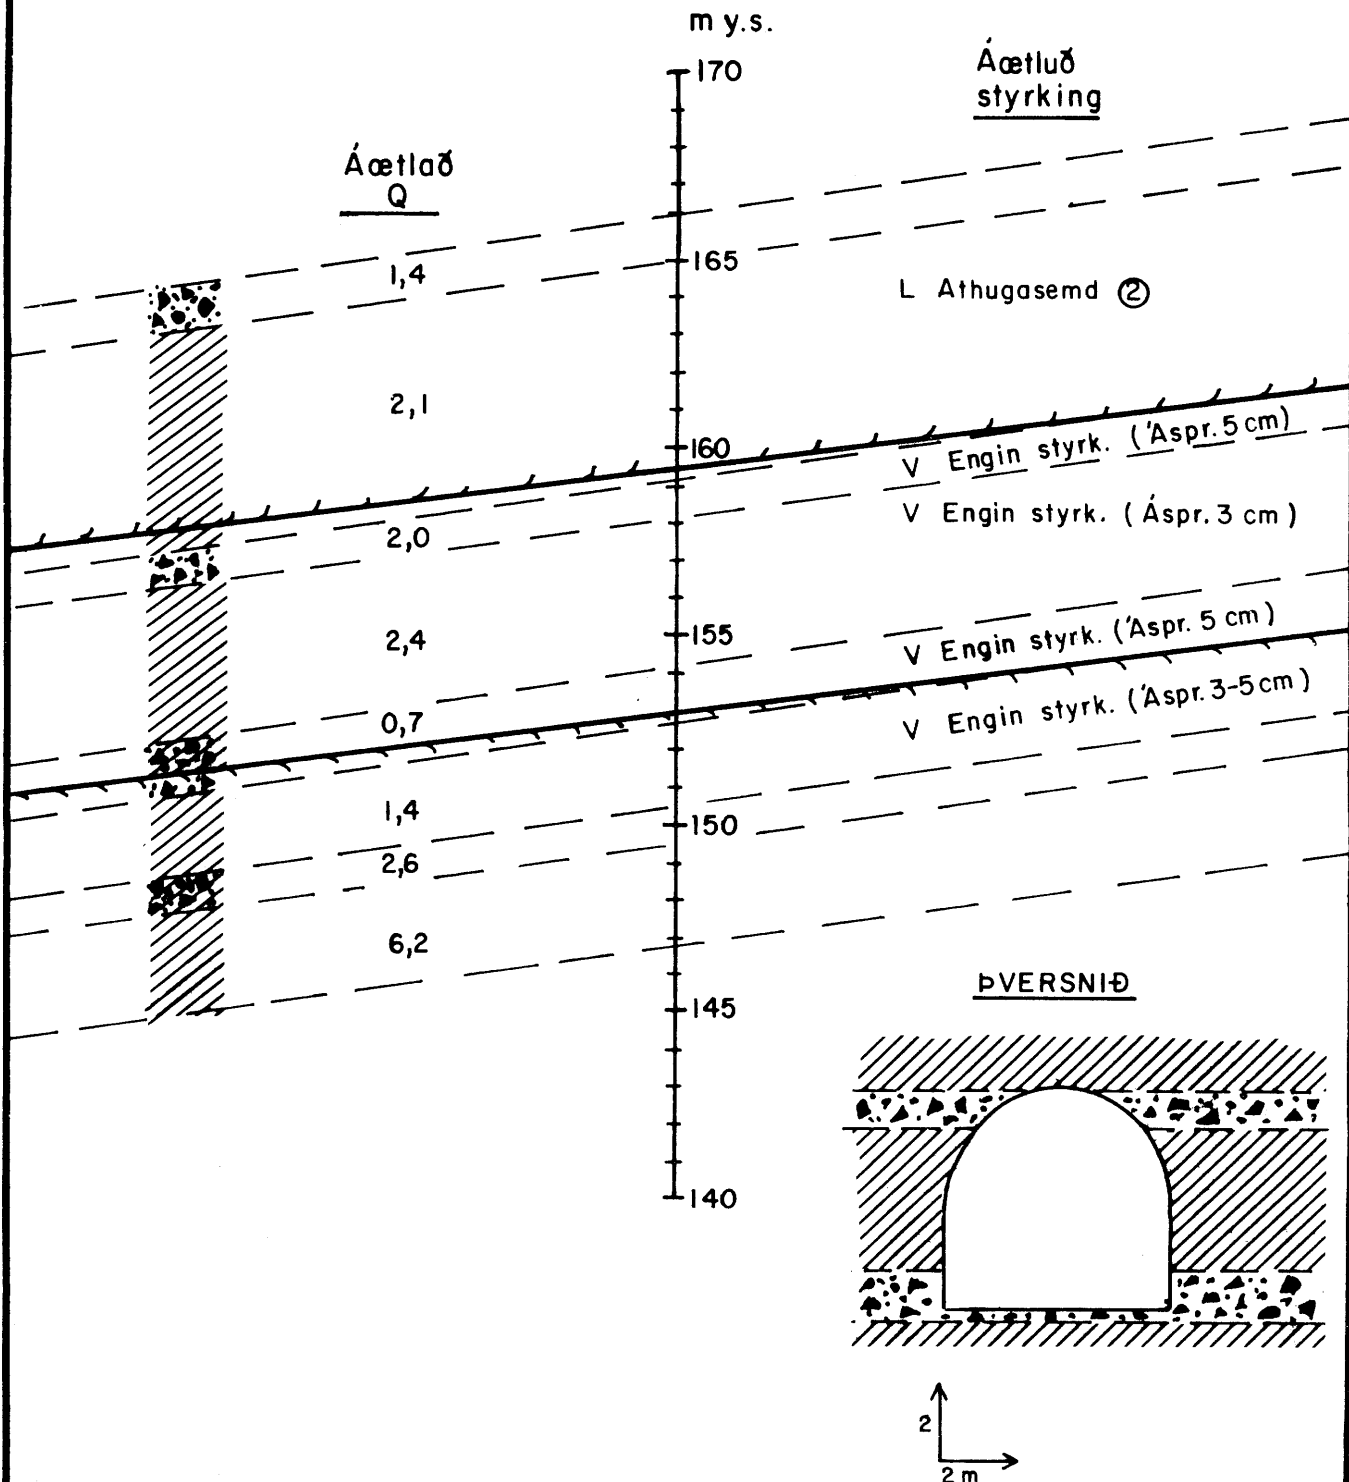 m y.s.
170
165
160
155
150
145
140
Áætlað
Q
1,4
2,1
2,0
2,4
0,7
1,4
2,6
6,2
Áætluð
styrking
L Athugasemd ②
V Engin styrk. (Áspr. 5 cm)
V Engin styrk. (Áspr. 3 cm)
V Engin styrk. (Áspr. 5 cm)
V Engin styrk. (Áspr. 3-5 cm)
ÞVERSNIÐ
2
2 m